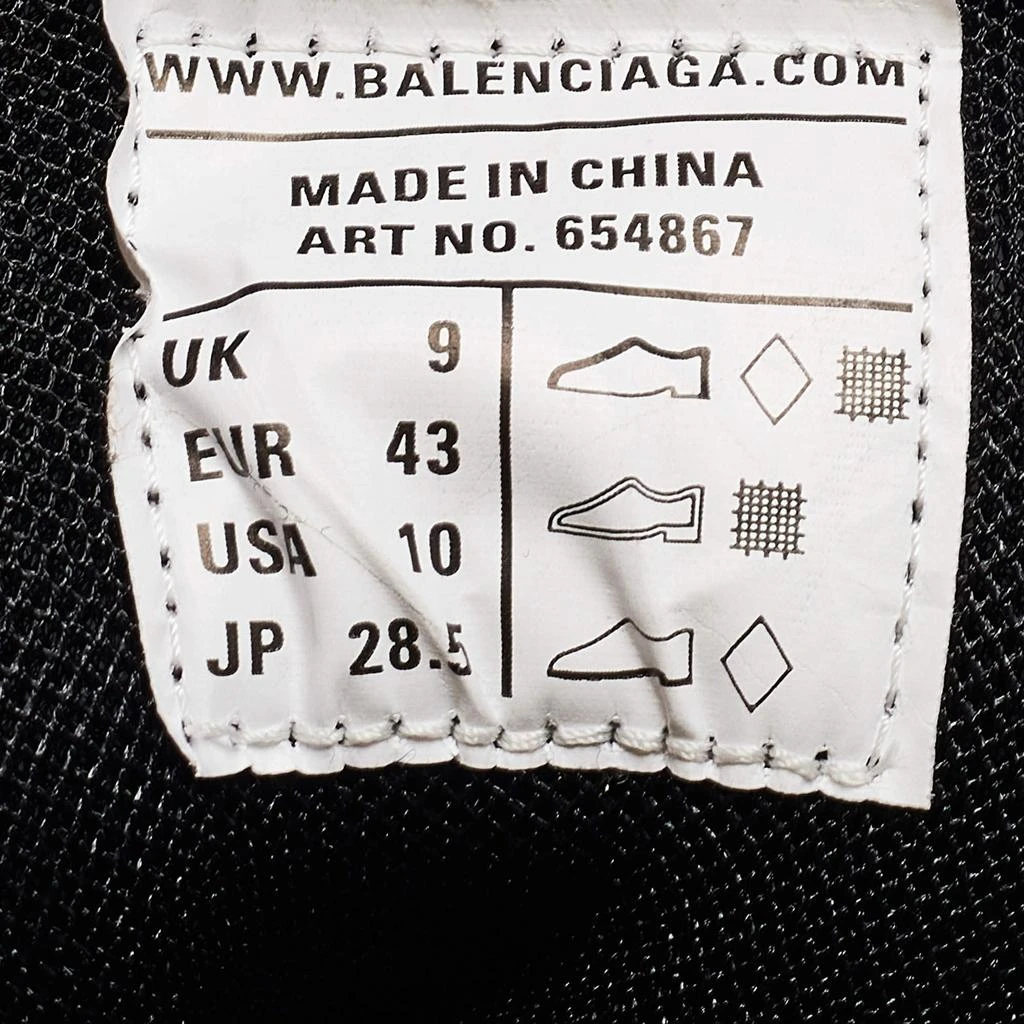 WWW.BALENCIAGA.COM
MADE IN CHINA
ART NO. 654867
UK 9
EUR 43
USA 10
JP 28.5